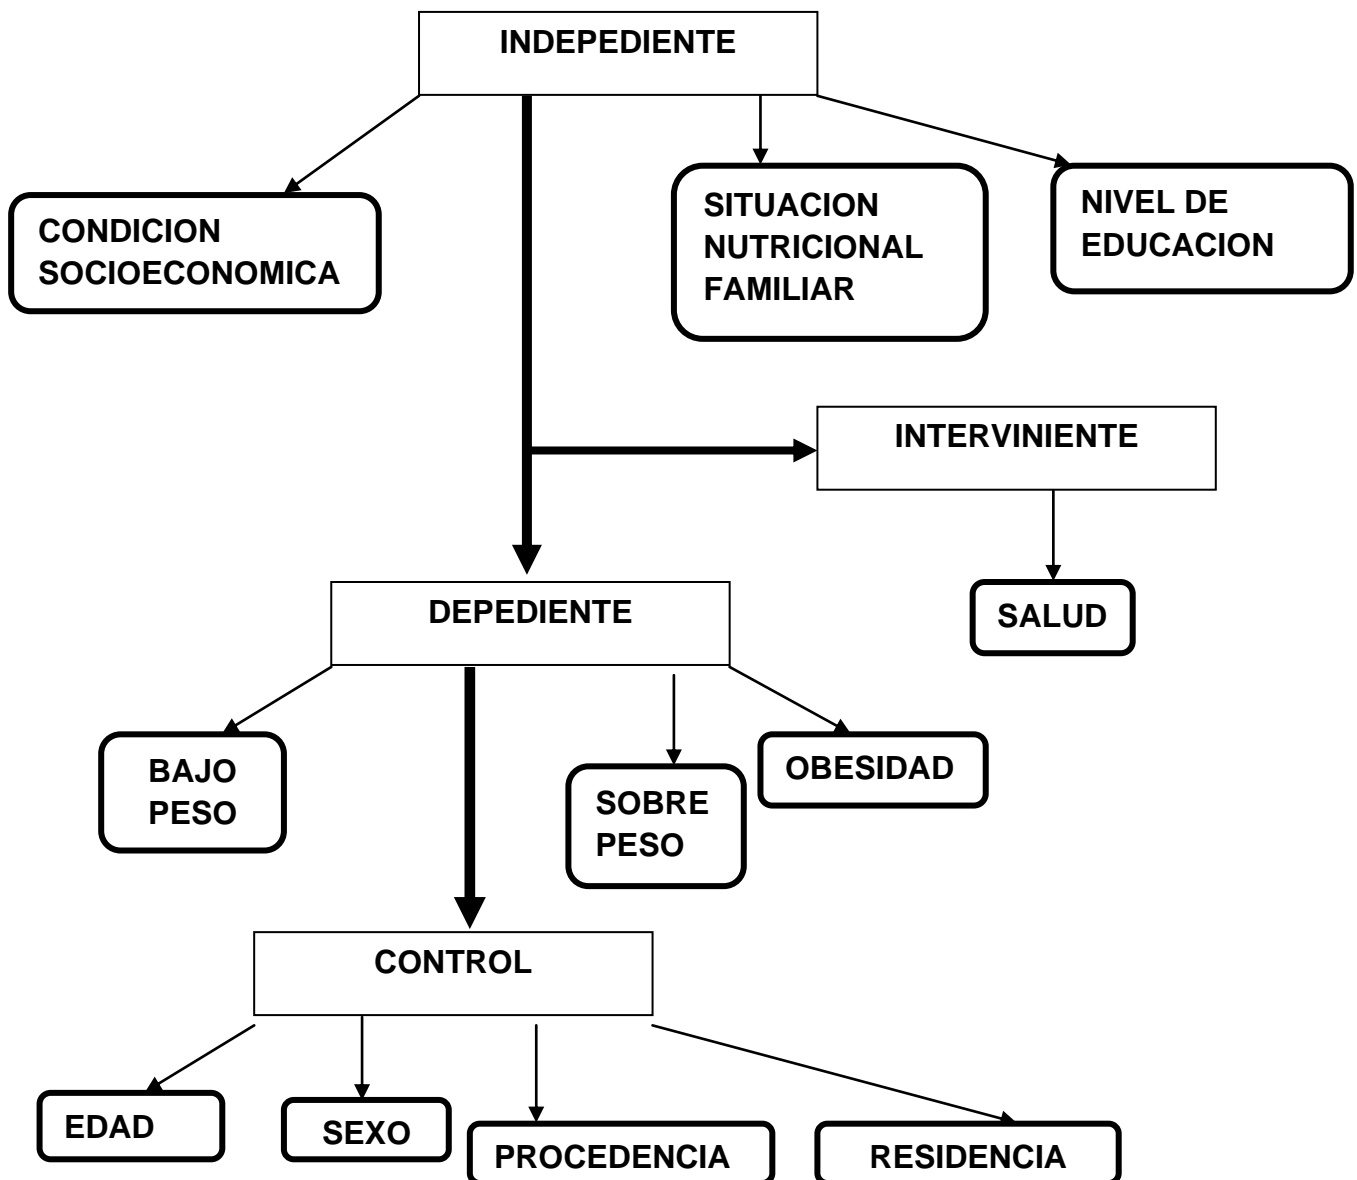 INDEPEDIENTE
CONDICION
SOCIOECONOMICA
SITUACION
NUTRICIONAL
FAMILIAR
NIVEL DE
EDUCACION
INTERVINIENTE
SALUD
DEPEDIENTE
BAJO
PESO
SOBRE
PESO
OBESIDAD
CONTROL
EDAD
SEXO
PROCEDENCIA
RESIDENCIA